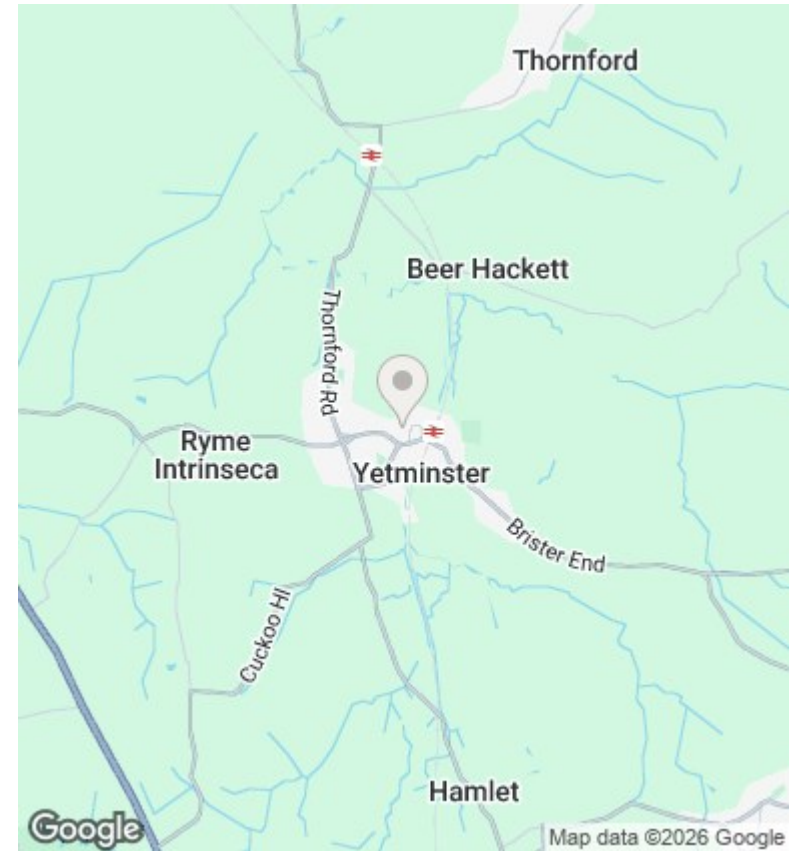 Thornford
Beer Hackett
Thornford Rd
Ryme
Intrinseca
Yetminster
Brister End
Cuckoo Hl
Hamlet
Google
Map data ©2026 Google